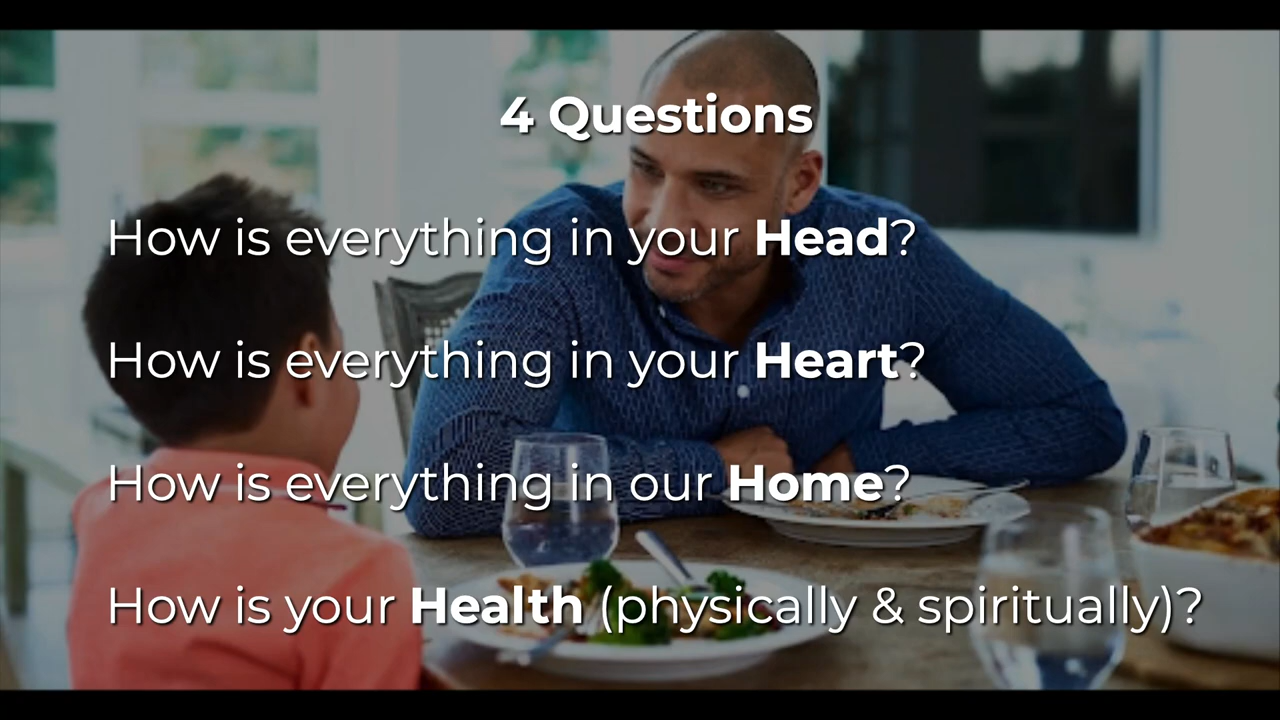 4 Questions
How is everything in your Head?
How is everything in your Heart?
How is everything in our Home?
How is your Health (physically & spiritually)?